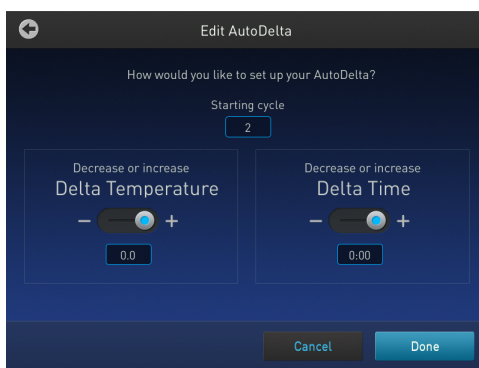 Edit AutoDelta
How would you like to set up your AutoDelta?
Starting cycle
2
Decrease or increase
Delta Temperature
− +
0.0
Decrease or increase
Delta Time
− +
0:00
Cancel
Done